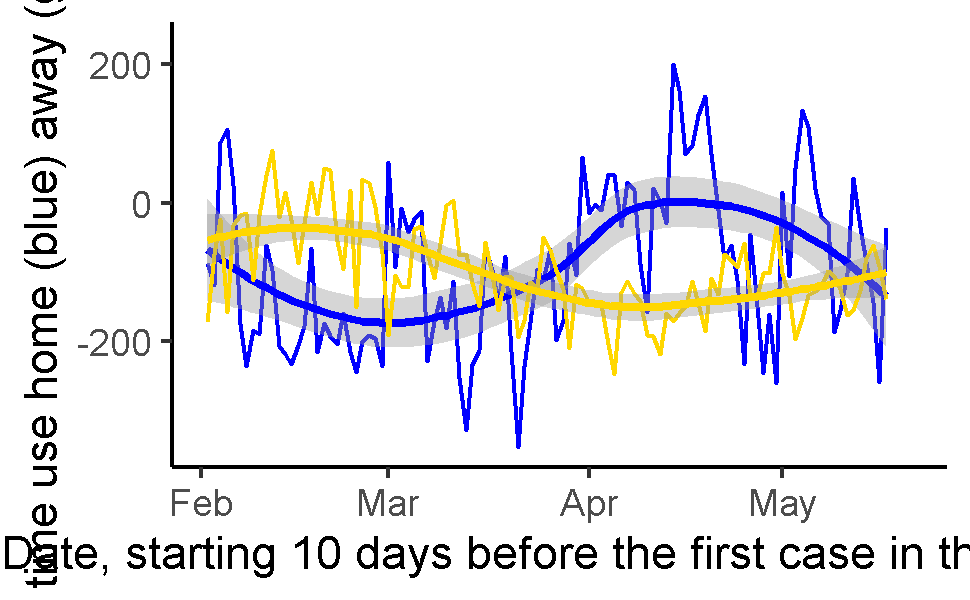 time use home (blue) away (
200
0
-200
Feb Mar Apr May
Date, starting 10 days before the first case in th